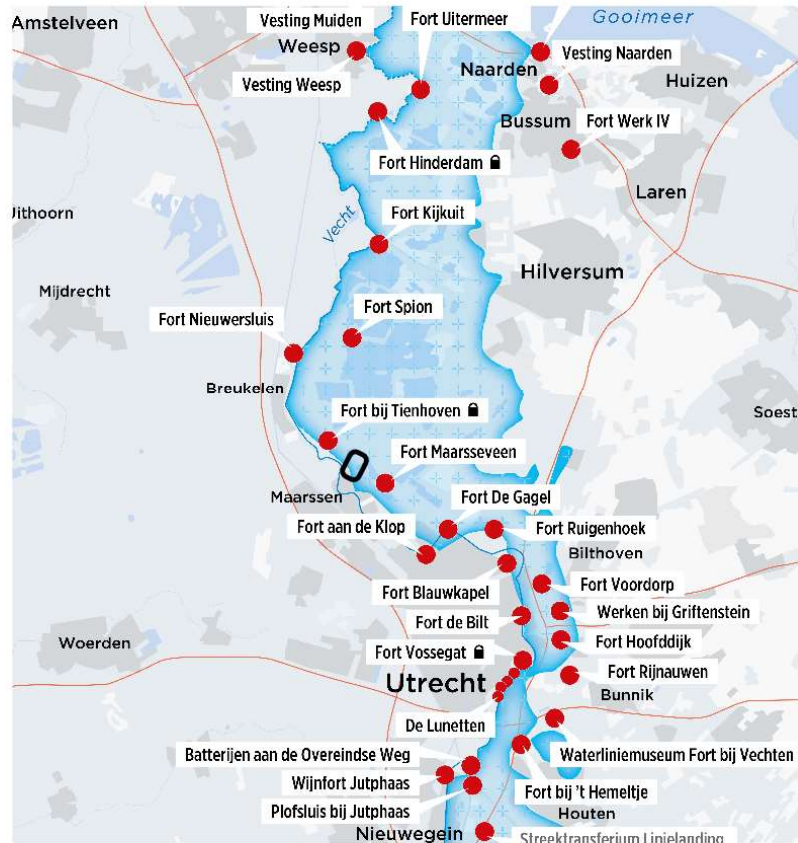 Amstelveen
Vesting Muiden
Fort Uitermeer
Gooimeer
Weesp
Vesting Naarden
Naarden
Vesting Weesp
Huizen
Bussum
Fort Werk IV
Fort Hinderdam
Laren
Uithoorn
Vecht
Fort Kijkuit
Hilversum
Mijdrecht
Fort Nieuwersluis
Fort Spion
Breukelen
Soest
Fort bij Tienhoven
Fort Maarsseveen
Maarssen
Fort De Gagel
Fort aan de Klop
Fort Ruigenhoek
Bilthoven
Fort Blauwkapel
Fort Voordorp
Fort de Bilt
Werken bij Griftenstein
Woerden
Fort Hoofddijk
Fort Vossegat
Fort Rijnauwen
Utrecht
Bunnik
De Lunetten
Batterijen aan de Overeindse Weg
Waterliniemuseum Fort bij Vechten
Wijnfort Jutphaas
Fort bij 't Hemeltje
Plofsluis bij Jutphaas
Houten
Nieuwegein
Streektransferium Linielanding